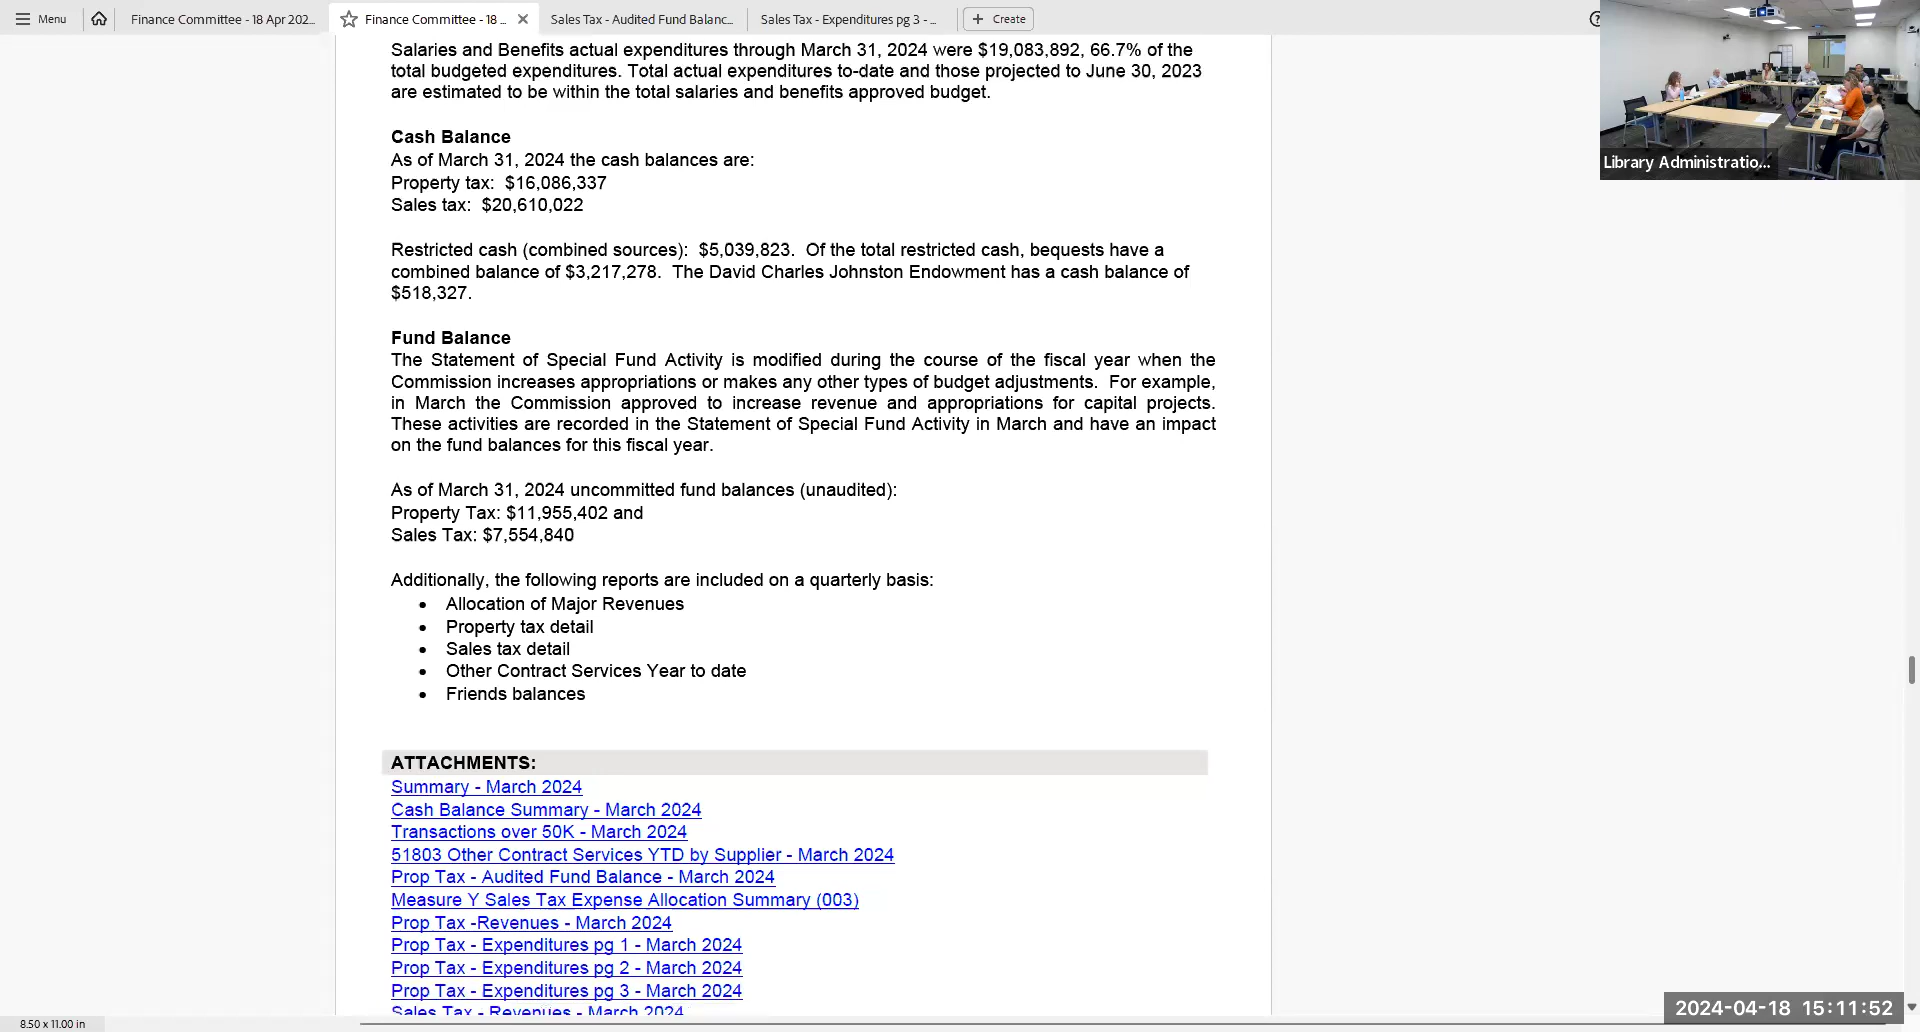 Menu
Finance Committee - 18 Apr 202...
Finance Committee - 18 ...
Sales Tax - Audited Fund Balanc...
Sales Tax - Expenditures pg 3 - ...
+ Create
Library Administratio...
Salaries and Benefits actual expenditures through March 31, 2024 were $19,083,892, 66.7% of the
total budgeted expenditures. Total actual expenditures to-date and those projected to June 30, 2023
are estimated to be within the total salaries and benefits approved budget.
Cash Balance
As of March 31, 2024 the cash balances are:
Property tax: $16,086,337
Sales tax: $20,610,022
Restricted cash (combined sources): $5,039,823. Of the total restricted cash, bequests have a
combined balance of $3,217,278. The David Charles Johnston Endowment has a cash balance of
$518,327.
Fund Balance
The Statement of Special Fund Activity is modified during the course of the fiscal year when the
Commission increases appropriations or makes any other types of budget adjustments. For example,
in March the Commission approved to increase revenue and appropriations for capital projects.
These activities are recorded in the Statement of Special Fund Activity in March and have an impact
on the fund balances for this fiscal year.
As of March 31, 2024 uncommitted fund balances (unaudited):
Property Tax: $11,955,402 and
Sales Tax: $7,554,840
Additionally, the following reports are included on a quarterly basis:
• Allocation of Major Revenues
• Property tax detail
• Sales tax detail
• Other Contract Services Year to date
• Friends balances
ATTACHMENTS:
Summary - March 2024
Cash Balance Summary - March 2024
Transactions over 50K - March 2024
51803 Other Contract Services YTD by Supplier - March 2024
Prop Tax - Audited Fund Balance - March 2024
Measure Y Sales Tax Expense Allocation Summary (003)
Prop Tax -Revenues - March 2024
Prop Tax - Expenditures pg 1 - March 2024
Prop Tax - Expenditures pg 2 - March 2024
Prop Tax - Expenditures pg 3 - March 2024
Sales Tax - Revenues - March 2024
8.50 x 11.00 in
2024-04-18 15:11:52